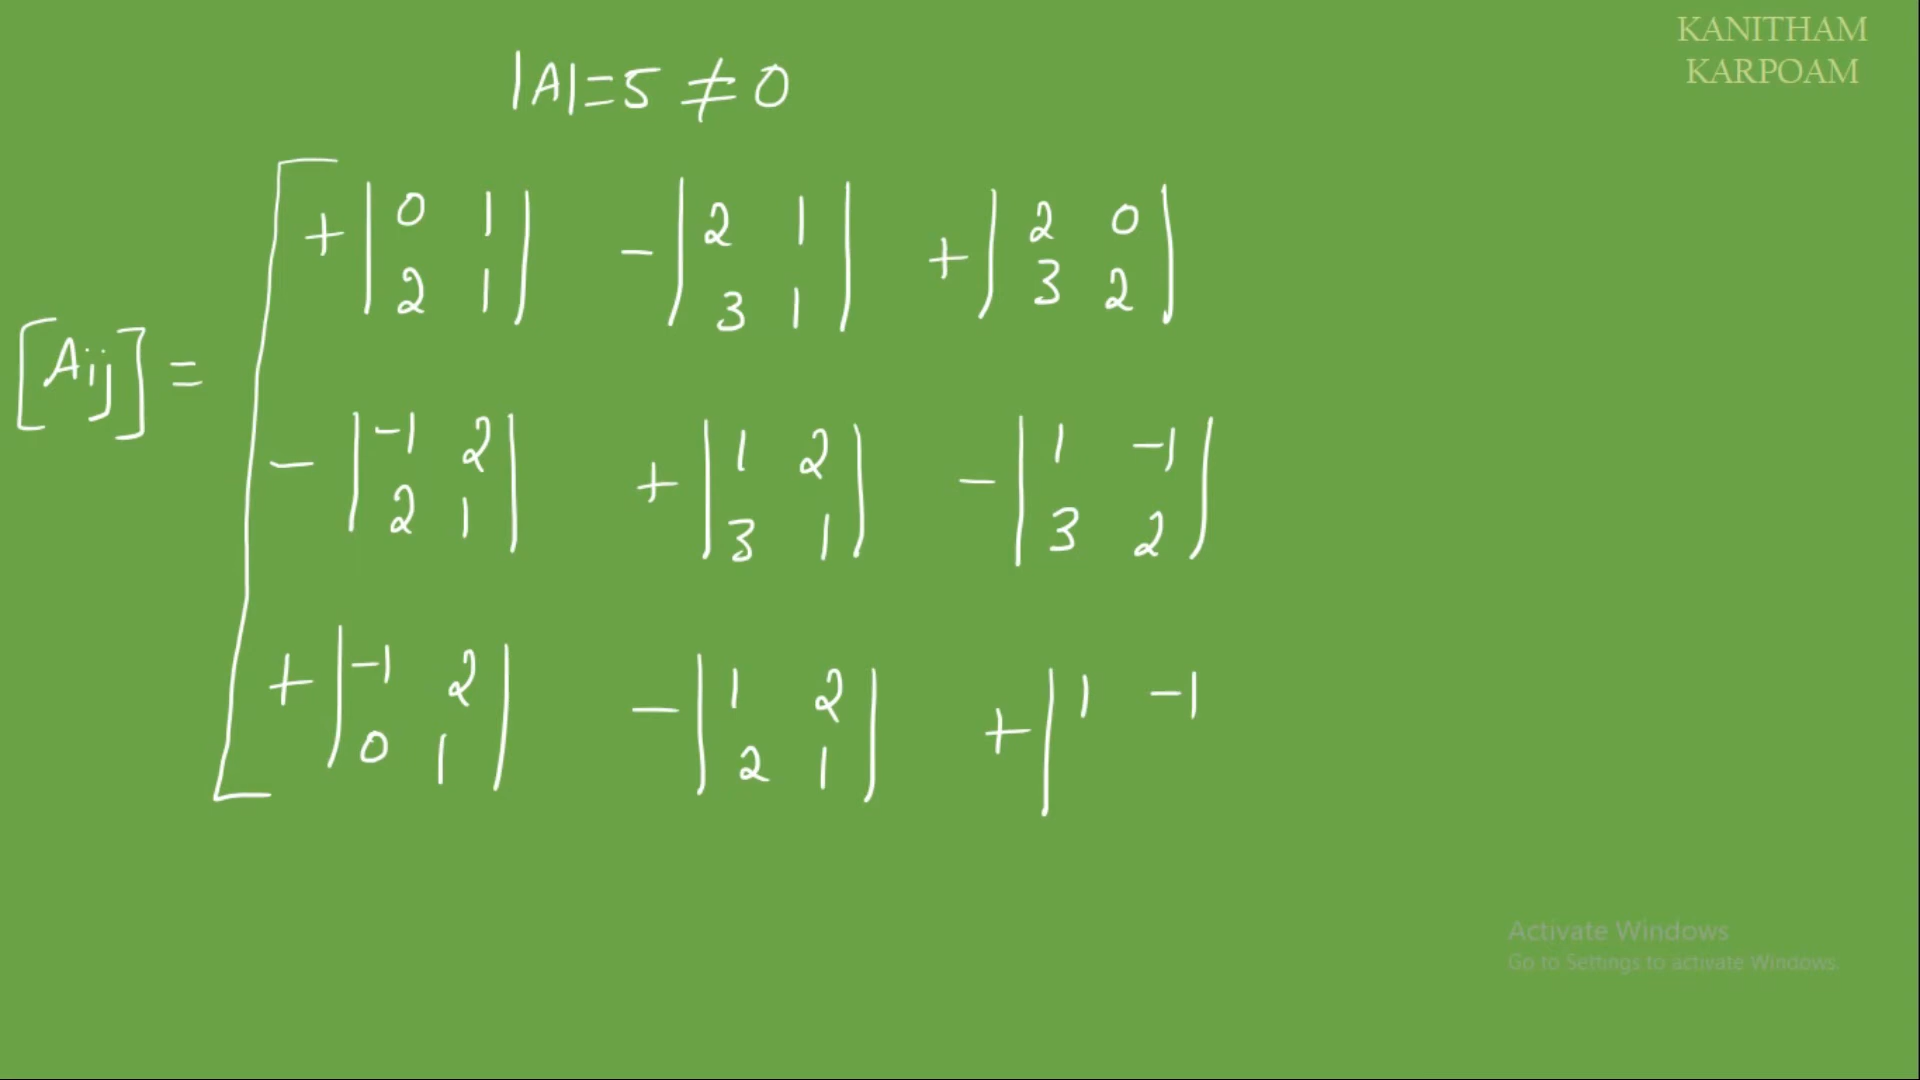 KANITHAM
KARPOAM
|A| = 5 ≠ 0
+ |0 1| - |2 1| + |2 0|
|2 1| |3 1| |3 2|
[Aij] =
- |-1 2| + |1 2| - |1 -1|
|2 1| |3 1| |3 2|
+ |-1 2| - |1 2| + |1 -1
|0 1| |2 1| |
Activate Windows
Go to Settings to activate Windows.